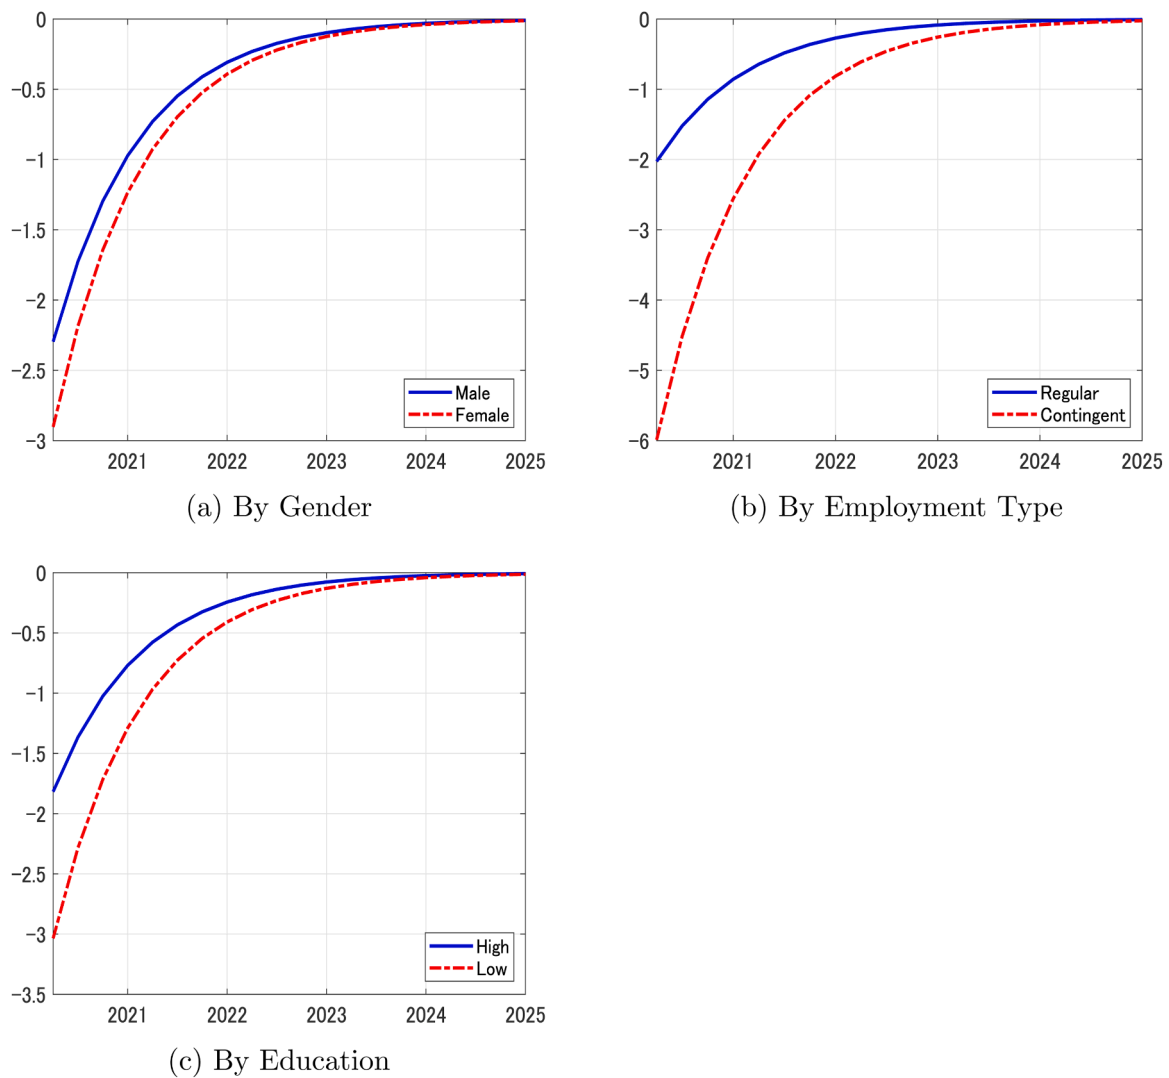 0
−0.5
−1
−1.5
−2
−2.5
−3
2021 2022 2023 2024 2025
Male
Female
(a) By Gender
0
−1
−2
−3
−4
−5
−6
2021 2022 2023 2024 2025
Regular
Contingent
(b) By Employment Type
0
−0.5
−1
−1.5
−2
−2.5
−3
−3.5
2021 2022 2023 2024 2025
High
Low
(c) By Education